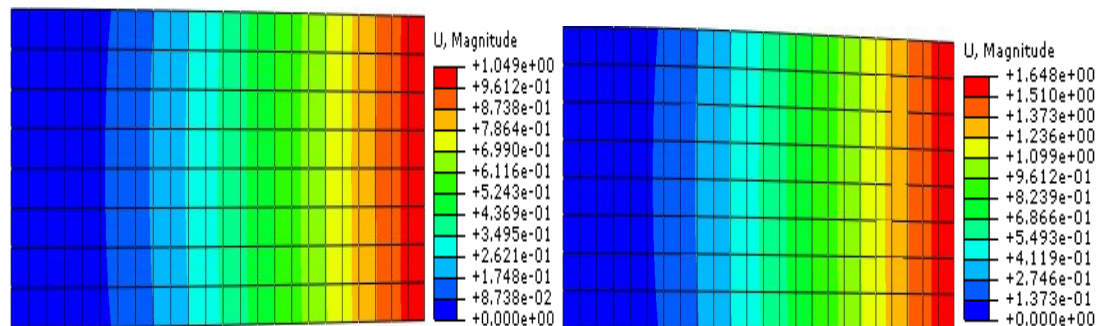 U, Magnitude
+1.049e+00
+9.612e-01
+8.738e-01
+7.864e-01
+6.990e-01
+6.116e-01
+5.243e-01
+4.369e-01
+3.495e-01
+2.621e-01
+1.748e-01
+8.738e-02
+0.000e+00
U, Magnitude
+1.648e+00
+1.510e+00
+1.373e+00
+1.236e+00
+1.099e+00
+9.612e-01
+8.239e-01
+6.866e-01
+5.493e-01
+4.119e-01
+2.746e-01
+1.373e-01
+0.000e+00